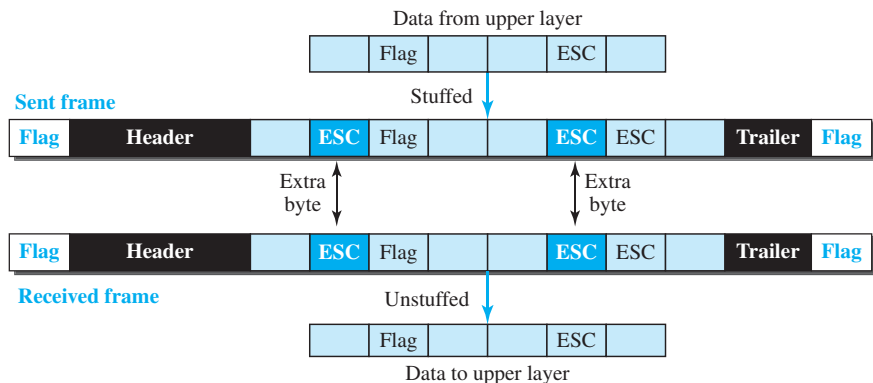 Data from upper layer
Flag ESC
Stuffed
Sent frame
Flag Header ESC Flag ESC ESC Trailer Flag
Extra byte
Extra byte
Flag Header ESC Flag ESC ESC Trailer Flag
Received frame
Unstuffed
Flag ESC
Data to upper layer